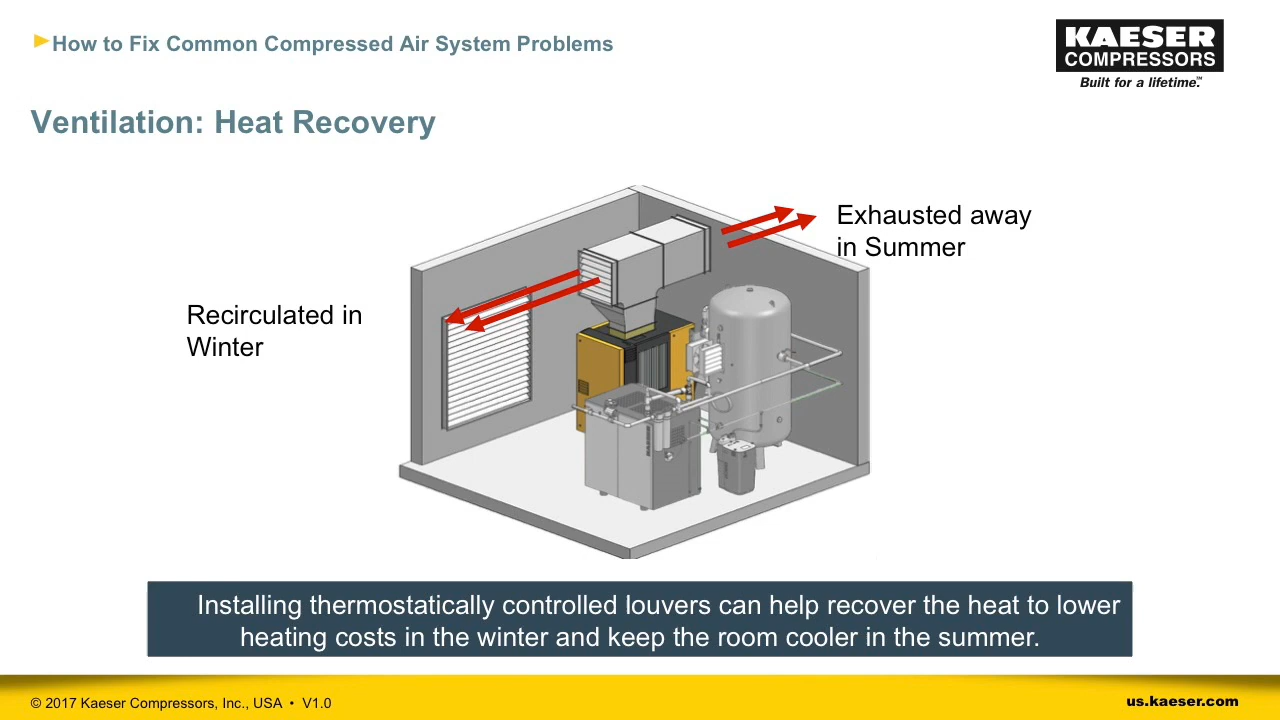 How to Fix Common Compressed Air System Problems
KAESER
COMPRESSORS
Built for a lifetime.™
Ventilation: Heat Recovery
Exhausted away
in Summer
Recirculated in
Winter
KAESER
Installing thermostatically controlled louvers can help recover the heat to lower
heating costs in the winter and keep the room cooler in the summer.
© 2017 Kaeser Compressors, Inc., USA • V1.0
us.kaeser.com